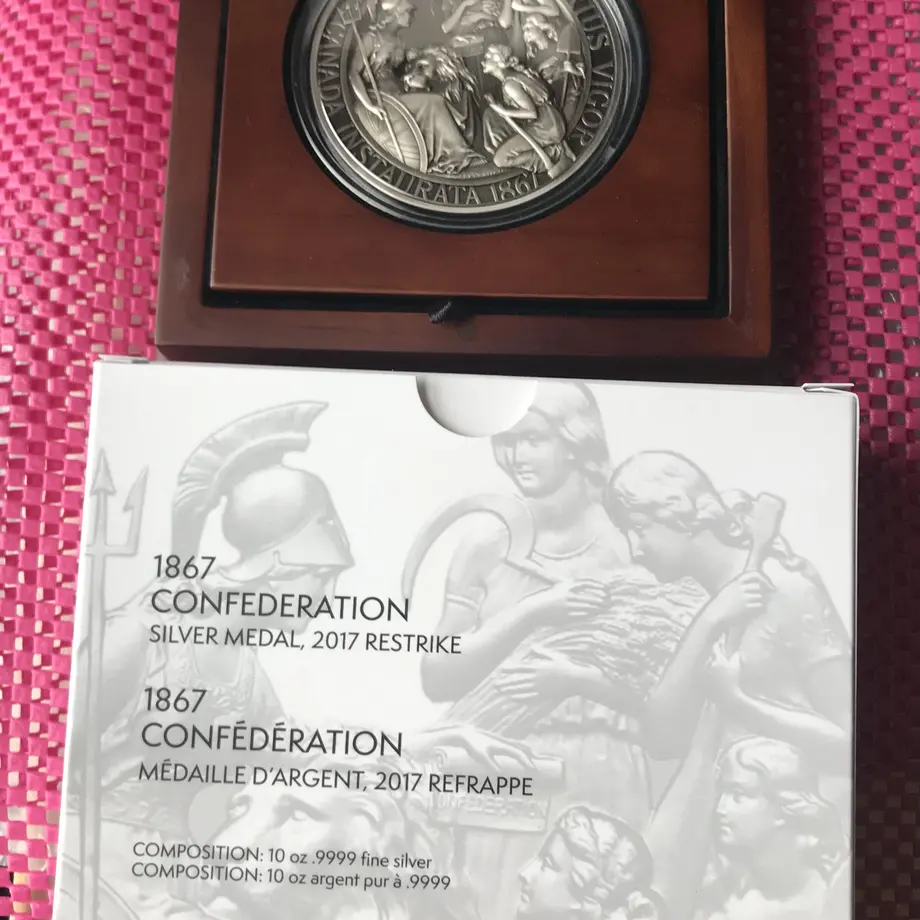 CANADA INSTAURATA 1867
VIGOR
1867
CONFEDERATION
SILVER MEDAL, 2017 RESTRIKE
1867
CONFÉDÉRATION
MÉDAILLE D'ARGENT, 2017 REFRAPPE
CONFEDERATION
COMPOSITION: 10 oz .9999 fine silver
COMPOSITION: 10 oz argent pur à .9999